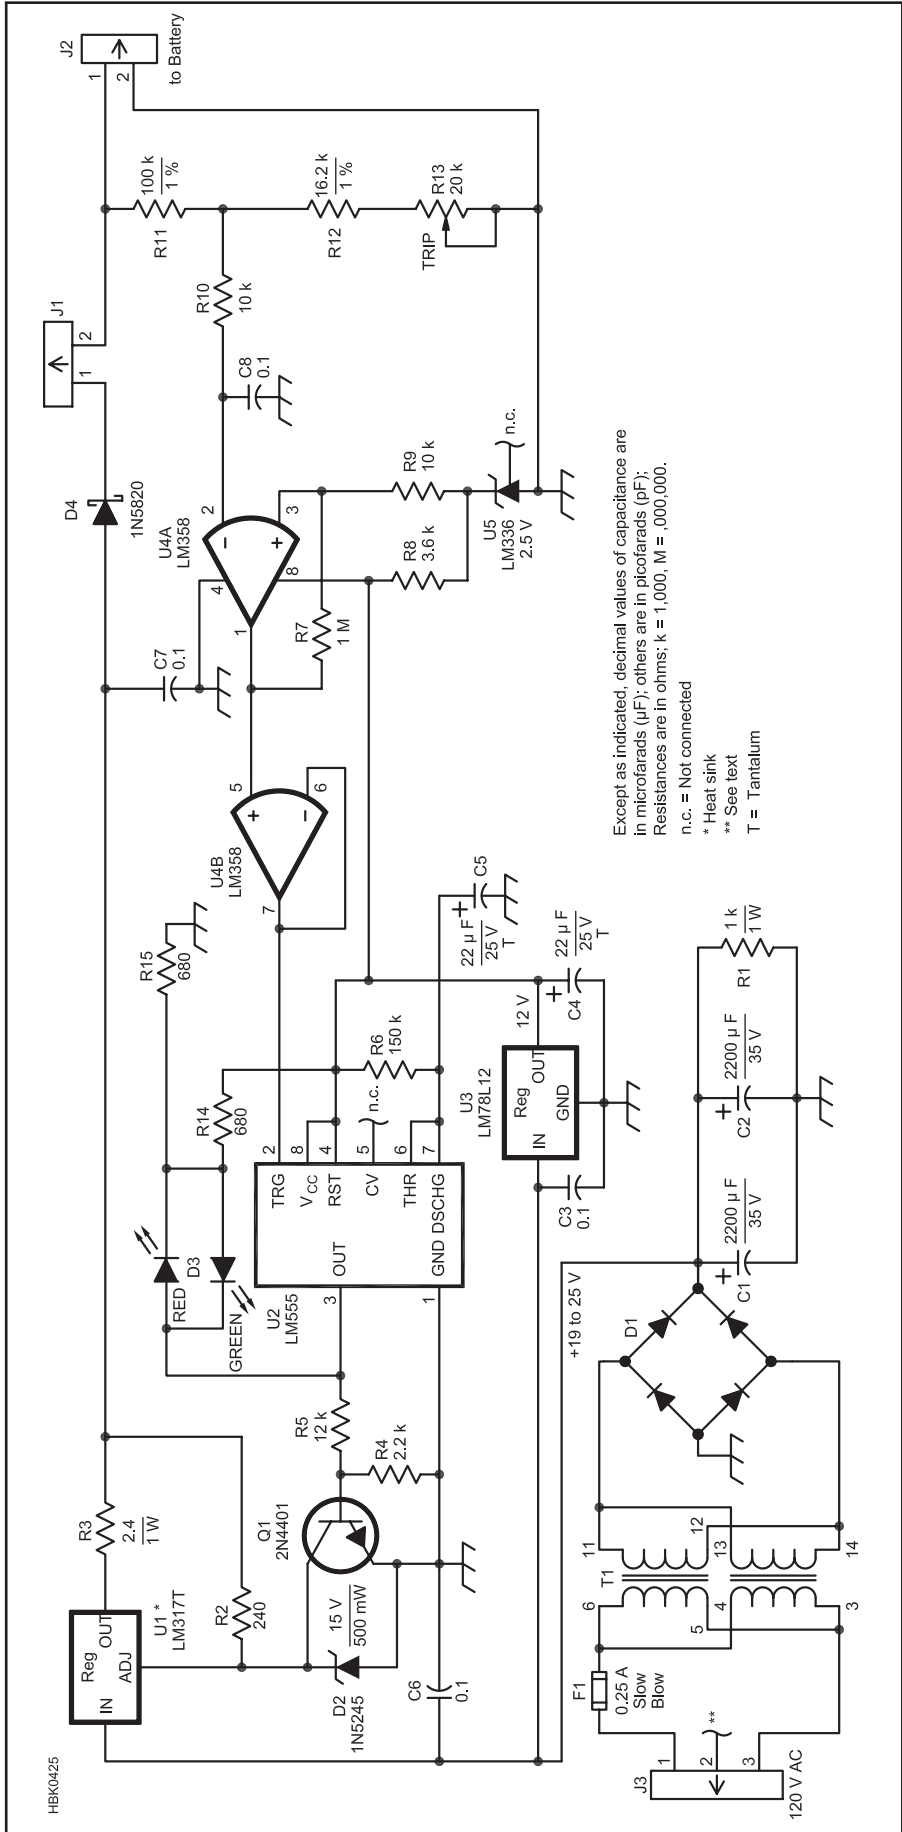 HBK0425
U1*
LM317T
Reg
IN
OUT
ADJ
R3
2.4
1 W
R2
240
D2
1N5245
15 V
500 mW
Q1
2N4401
R5
12 k
R4
2.2 k
C6
0.1
RED
D3
GREEN
R14
680
R15
680
U2
LM555
OUT
3
GND
1
TRG
2
VCC
8
RST
4
CV
5
n.c.
THR
6
DSCHG
7
R6
150 k
U4B
LM358
7
+
5
–
6
C7
0.1
U4A
LM358
1
4
8
–
2
+
3
R7
1 M
R8
3.6 k
R9
10 k
U5
LM336
2.5 V
n.c.
C8
0.1
R10
10 k
D4
1N5820
J1
1
2
R11
100 k
1 %
R12
16.2 k
1 %
R13
20 k
TRIP
J2
1
2
to Battery
U3
LM78L12
Reg
IN
OUT
GND
12 V
C3
0.1
C4
+
22 µF
25 V
T
C5
+
22 µF
25 V
T
+19 to 25 V
J3
1
2
3
**
120 V AC
F1
0.25 A
Slow
Blow
T1
6
5
4
3
11
12
13
14
D1
C1
+
2200 µF
35 V
C2
+
2200 µF
35 V
R1
1 k
1 W
Except as indicated, decimal values of capacitance are
in microfarads (µF); others are in picofarads (pF);
Resistances are in ohms; k = 1,000, M = ,000,000.
n.c. = Not connected
* Heat sink
** See text
T = Tantalum